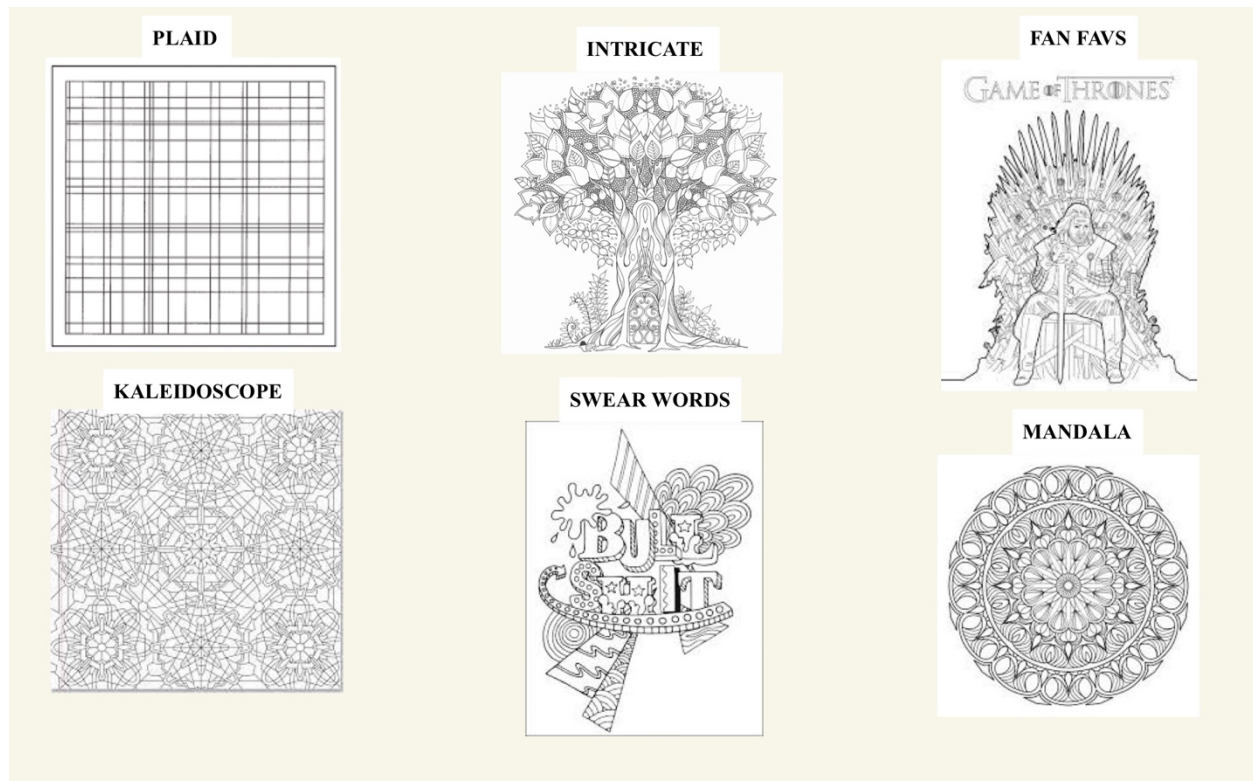 PLAID
INTRICATE
FAN FAVS
GAME OF THRONES
KALEIDOSCOPE
SWEAR WORDS
BULL
SHIT
MANDALA